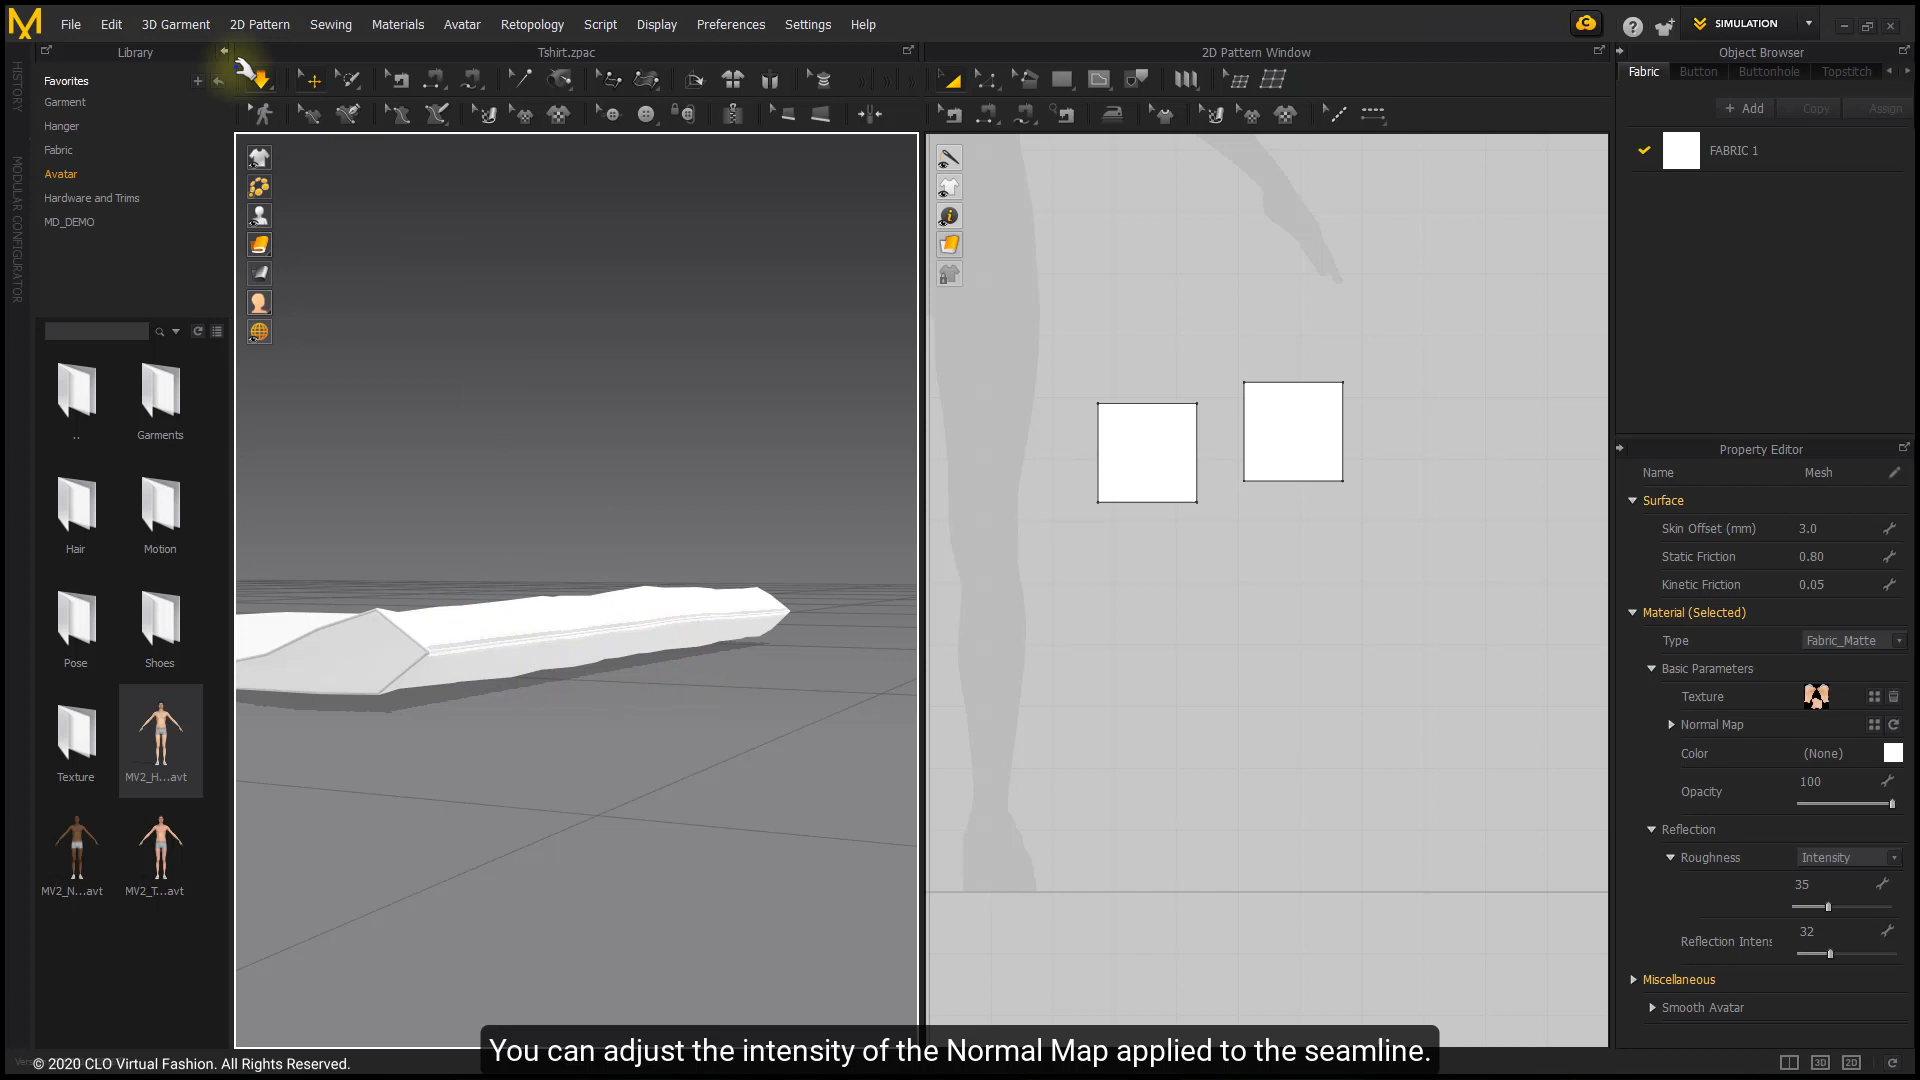 File Edit 3D Garment 2D Pattern Sewing Materials Avatar Retopology Script Display Preferences Settings Help
SIMULATION
Library
Tshirt.zpac
2D Pattern Window
Object Browser
HISTORY
MODULAR CONFIGURATOR
Favorites
Garment
Hanger
Fabric
Avatar
Hardware and Trims
MD_DEMO
..
Garments
Hair
Motion
Pose
Shoes
Texture
MV2_H...avt
MV2_N...avt
MV2_T...avt
Fabric Button Buttonhole Topstitch
+ Add Copy Assign
FABRIC 1
Property Editor
Name Mesh
Surface
Skin Offset (mm) 3.0
Static Friction 0.80
Kinetic Friction 0.05
Material (Selected)
Type Fabric_Matte
Basic Parameters
Texture
Normal Map
Color (None)
Opacity 100
Reflection
Roughness Intensity
35
Reflection Intens 32
Miscellaneous
Smooth Avatar
3D 2D
You can adjust the intensity of the Normal Map applied to the seamline.
© 2020 CLO Virtual Fashion. All Rights Reserved.